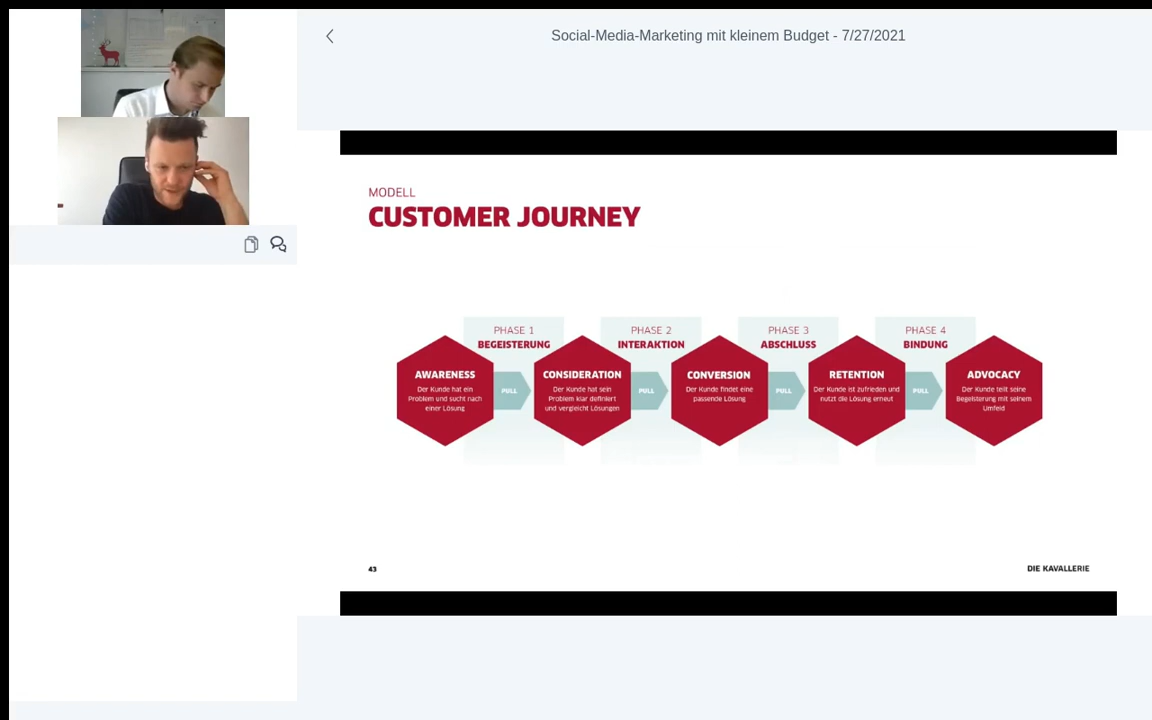 Social-Media-Marketing mit kleinem Budget - 7/27/2021
MODELL
CUSTOMER JOURNEY
PHASE 1
BEGEISTERUNG
PHASE 2
INTERAKTION
PHASE 3
ABSCHLUSS
PHASE 4
BINDUNG
AWARENESS
Der Kunde hat ein
Problem und sucht nach
einer Lösung
PULL
CONSIDERATION
Der Kunde hat sein
Problem klar definiert
und vergleicht Lösungen
PULL
CONVERSION
Der Kunde findet eine
passende Lösung
PULL
RETENTION
Der Kunde ist zufrieden und
nutzt die Lösung erneut
PULL
ADVOCACY
Der Kunde teilt seine
Begeisterung mit seinem
Umfeld
43
DIE KAVALLERIE